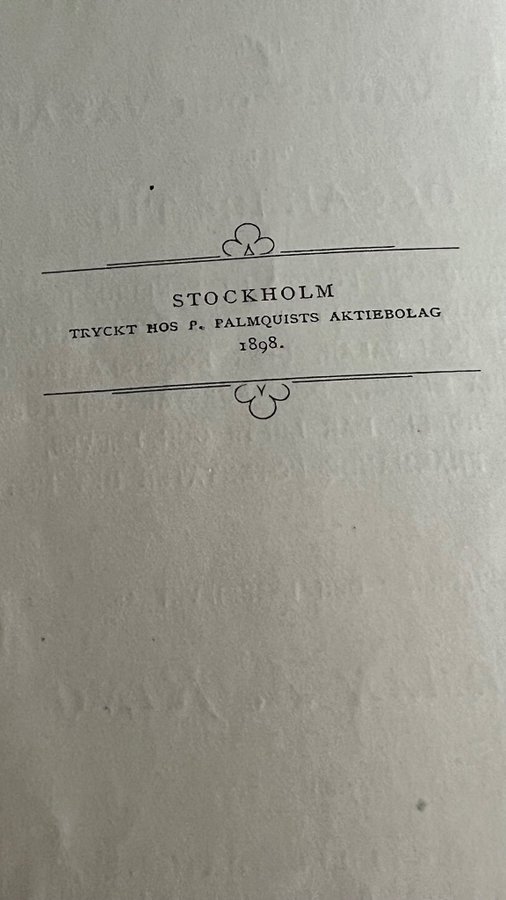 STOCKHOLM
TRYCKT HOS P. PALMQUISTS AKTIEBOLAG
1898.